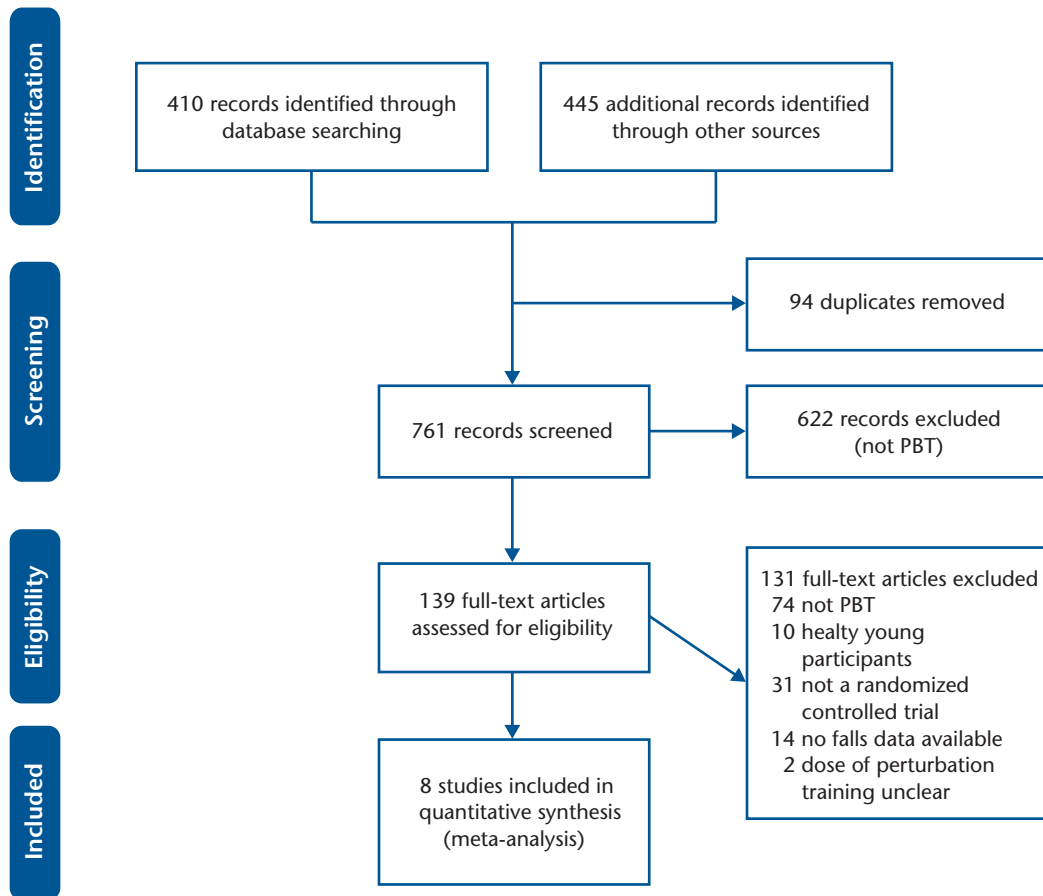 Identification
410 records identified through
database searching
445 additional records identified
through other sources
Screening
94 duplicates removed
761 records screened
622 records excluded
(not PBT)
Eligibility
139 full-text articles
assessed for eligibility
131 full-text articles excluded
74 not PBT
10 healty young
participants
31 not a randomized
controlled trial
14 no falls data available
2 dose of perturbation
training unclear
Included
8 studies included in
quantitative synthesis
(meta-analysis)